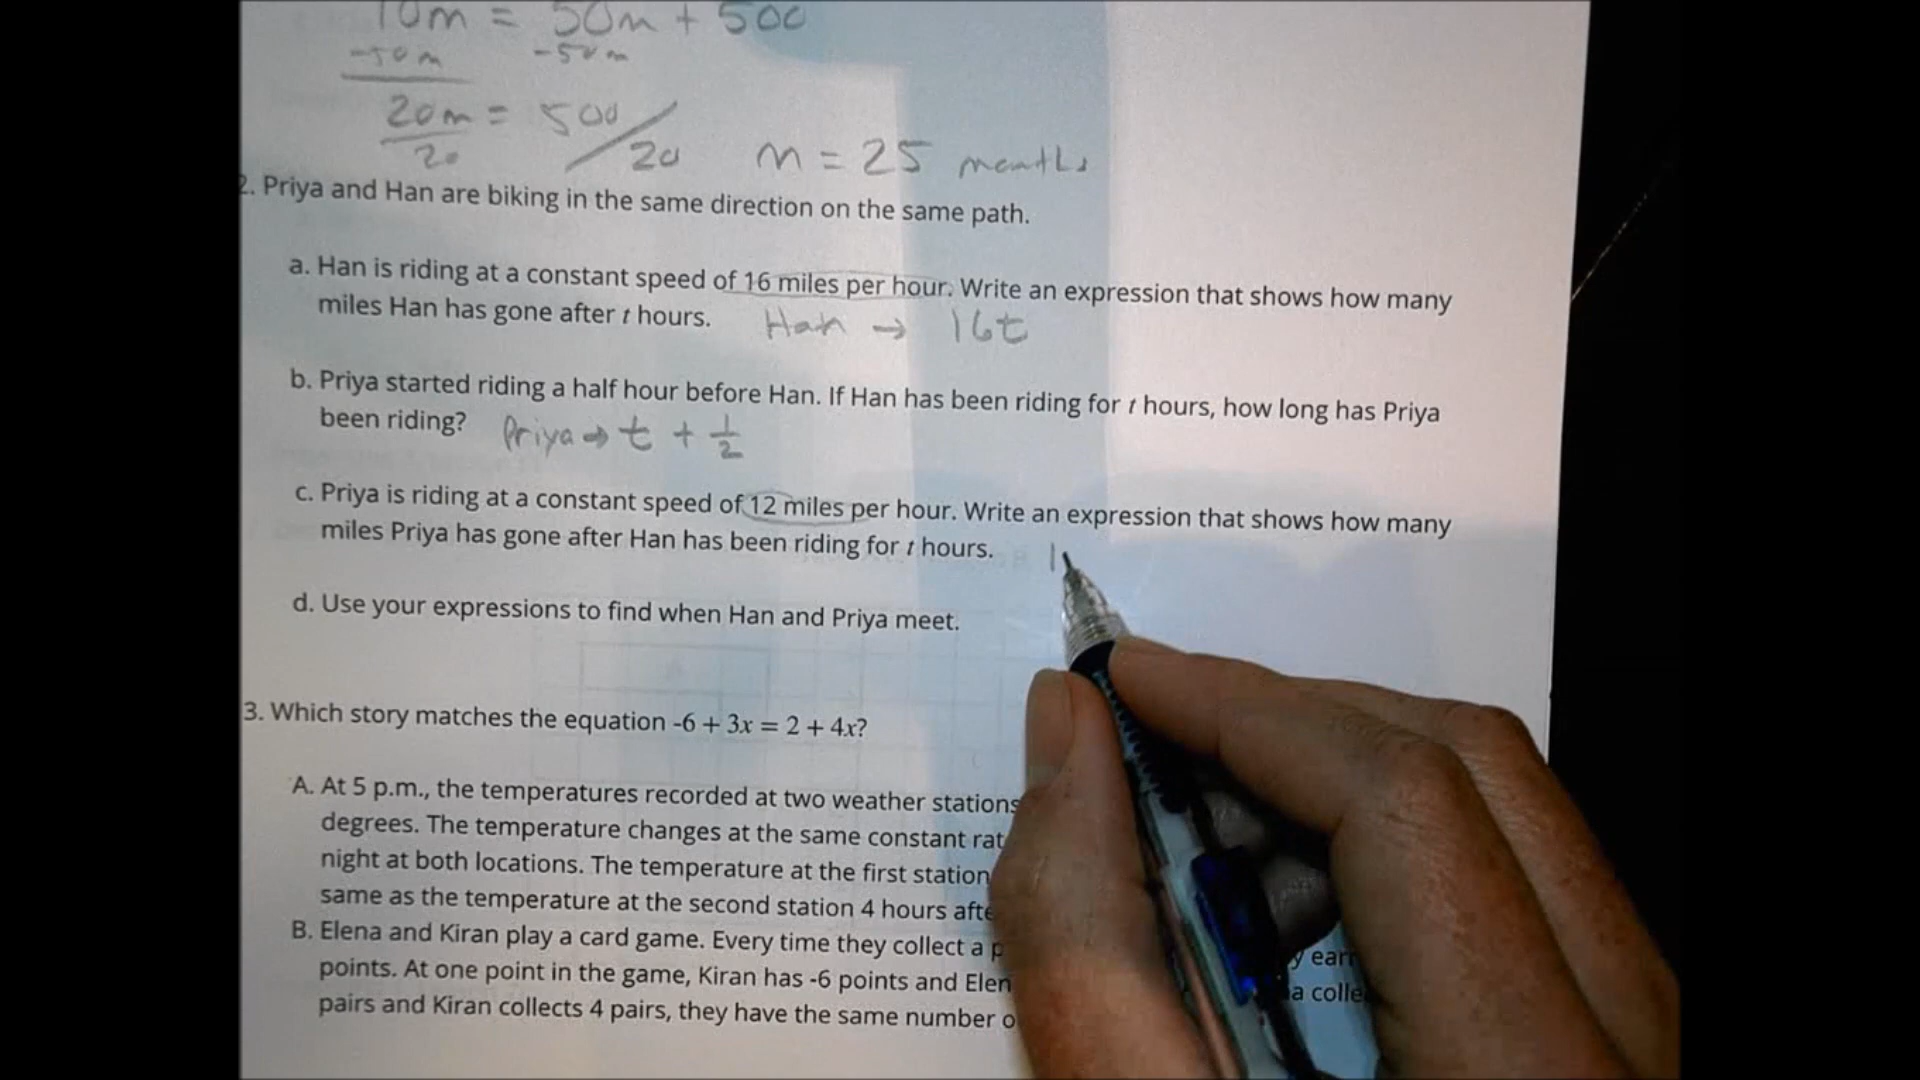 70m = 50m + 500
-50m -50m
20m = 500
20 20 m = 25 months
2. Priya and Han are biking in the same direction on the same path.
a. Han is riding at a constant speed of 16 miles per hour. Write an expression that shows how many
miles Han has gone after t hours. Han → 16t
b. Priya started riding a half hour before Han. If Han has been riding for t hours, how long has Priya
been riding? Priya → t + 1/2
c. Priya is riding at a constant speed of 12 miles per hour. Write an expression that shows how many
miles Priya has gone after Han has been riding for t hours. 1
d. Use your expressions to find when Han and Priya meet.
3. Which story matches the equation -6 + 3x = 2 + 4x?
A. At 5 p.m., the temperatures recorded at two weather stations
degrees. The temperature changes at the same constant
night at both locations. The temperature at the first station
same as the temperature at the second station 4 hours
B. Elena and Kiran play a card game. Every time they collect a
points. At one point in the game, Kiran has -6 points and
colle
pairs and Kiran collects 4 pairs, they have the same number